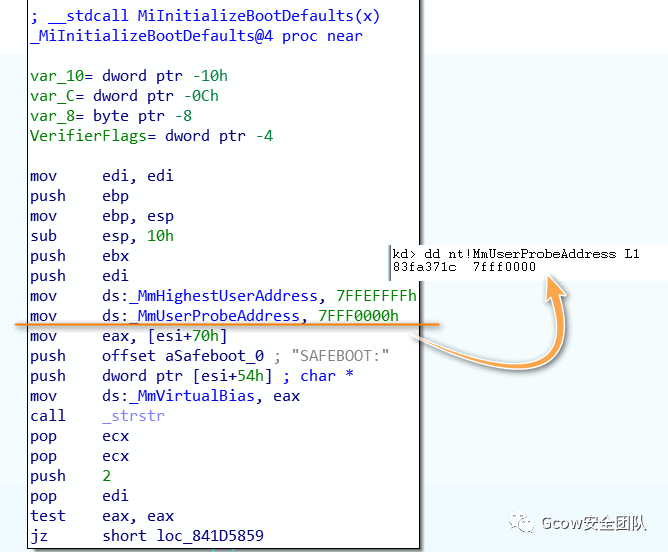 ; __stdcall MiInitializeBootDefaults(x)
_MiInitializeBootDefaults@4 proc near
var_10= dword ptr -10h
var_C= dword ptr -0Ch
var_8= byte ptr -8
VerifierFlags= dword ptr -4
mov     edi, edi
push    ebp
mov     ebp, esp
sub     esp, 10h
push    ebx
push    edi
mov     ds:_MmHighestUserAddress, 7FFEFFFFh
mov     ds:_MmUserProbeAddress, 7FFF0000h
mov     eax, [esi+70h]
push    offset aSafeboot_0 ; "SAFEBOOT:"
push    dword ptr [esi+54h] ; char *
mov     ds:_MmVirtualBias, eax
call    _strstr
pop     ecx
pop     ecx
push    2
pop     edi
test    eax, eax
jz      short loc_841D5859
kd> dd nt!MmUserProbeAddress L1
83fa371c  7fff0000
Gcow安全团队